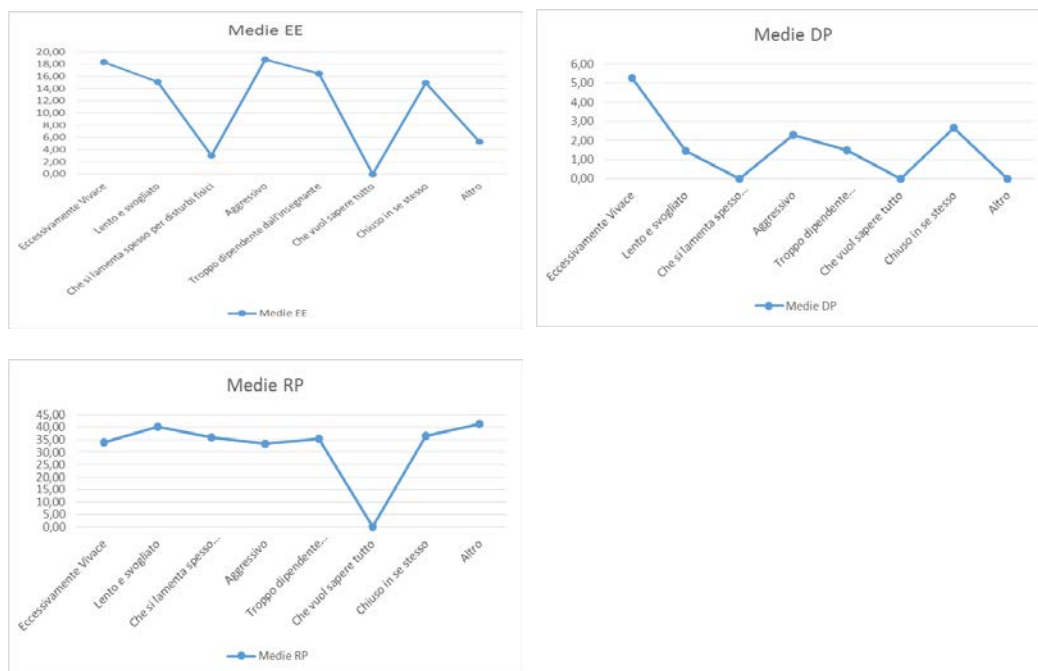 Medie EE
20,00
18,00
16,00
14,00
12,00
10,00
8,00
6,00
4,00
2,00
0,00
Eccessivamente Vivace
Lento e svogliato
Che si lamenta spesso per disturbi fisici
Aggressivo
Troppo dipendente dall'insegnante
Che vuol sapere tutto
Chiuso in se stesso
Altro
Medie EE
Medie DP
6,00
5,00
4,00
3,00
2,00
1,00
0,00
Eccessivamente Vivace
Lento e svogliato
Che si lamenta spesso...
Aggressivo
Troppo dipendente...
Che vuol sapere tutto
Chiuso in se stesso
Altro
Medie DP
Medie RP
45,00
40,00
35,00
30,00
25,00
20,00
15,00
10,00
5,00
0,00
Eccessivamente Vivace
Lento e svogliato
Che si lamenta spesso...
Aggressivo
Troppo dipendente...
Che vuol sapere tutto
Chiuso in se stesso
Altro
Medie RP